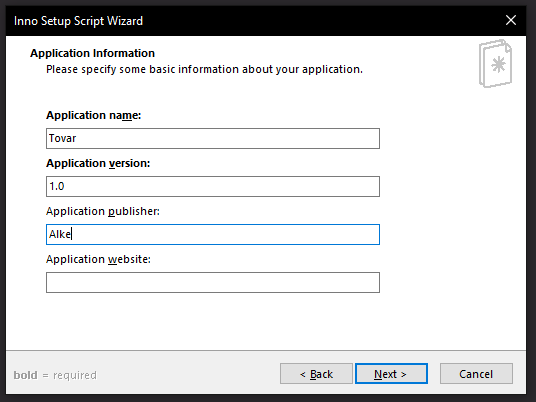 Inno Setup Script Wizard
Application Information
Please specify some basic information about your application.
Application name:
Tovar
Application version:
1.0
Application publisher:
Alke
Application website:
bold = required
< Back
Next >
Cancel